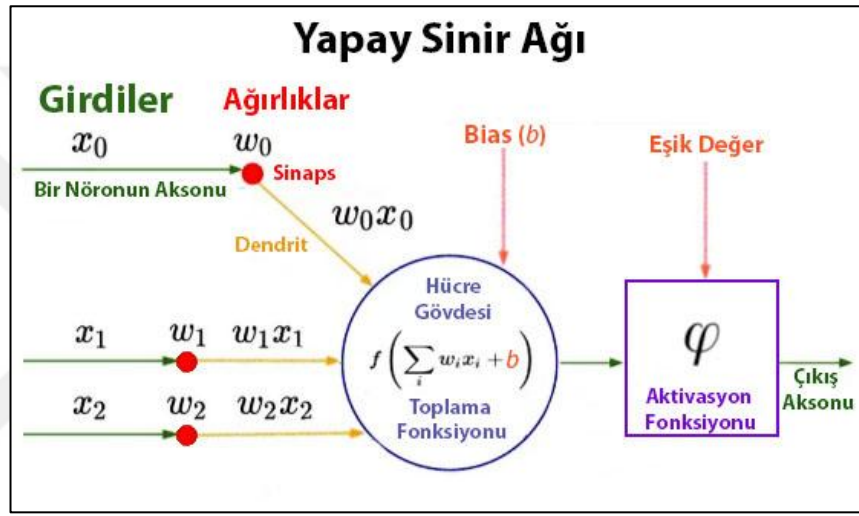 Yapay Sinir Ağı
Girdiler
Ağırlıklar
x₀
w₀
Bir Nöronun Aksonu
Sinaps
w₀x₀
Dendrit
Bias (b)
Eşik Değer
x₁
w₁
w₁x₁
x₂
w₂
w₂x₂
Hücre
Gövdesi
f(∑ᵢ wᵢxᵢ + b)
Toplama
Fonksiyonu
φ
Aktivasyon
Fonksiyonu
Çıkış
Aksonu